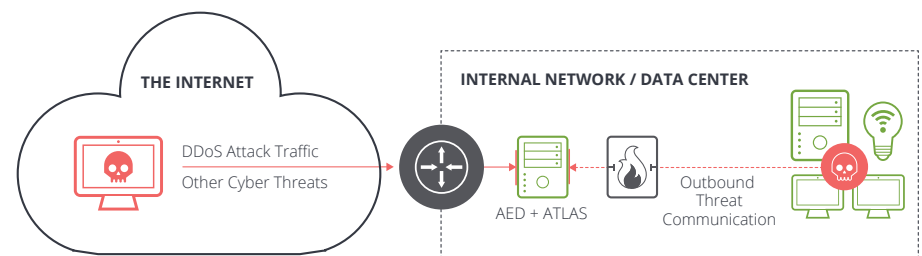 THE INTERNET
DDoS Attack Traffic
Other Cyber Threats
INTERNAL NETWORK / DATA CENTER
AED + ATLAS
Outbound
Threat
Communication